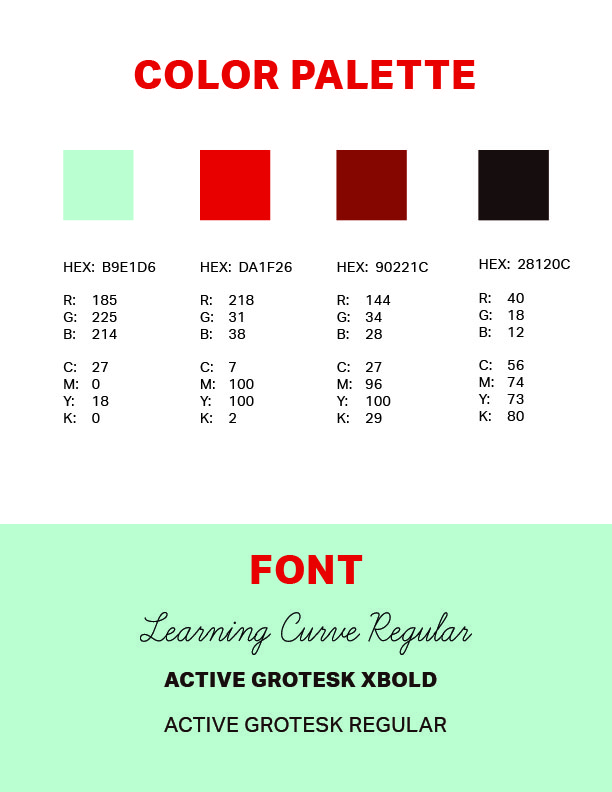 COLOR PALETTE
HEX: B9E1D6
R: 185
G: 225
B: 214
C: 27
M: 0
Y: 18
K: 0
HEX: DA1F26
R: 218
G: 31
B: 38
C: 7
M: 100
Y: 100
K: 2
HEX: 90221C
R: 144
G: 34
B: 28
C: 27
M: 96
Y: 100
K: 29
HEX: 28120C
R: 40
G: 18
B: 12
C: 56
M: 74
Y: 73
K: 80
FONT
Learning Curve Regular
ACTIVE GROTESK XBOLD
ACTIVE GROTESK REGULAR